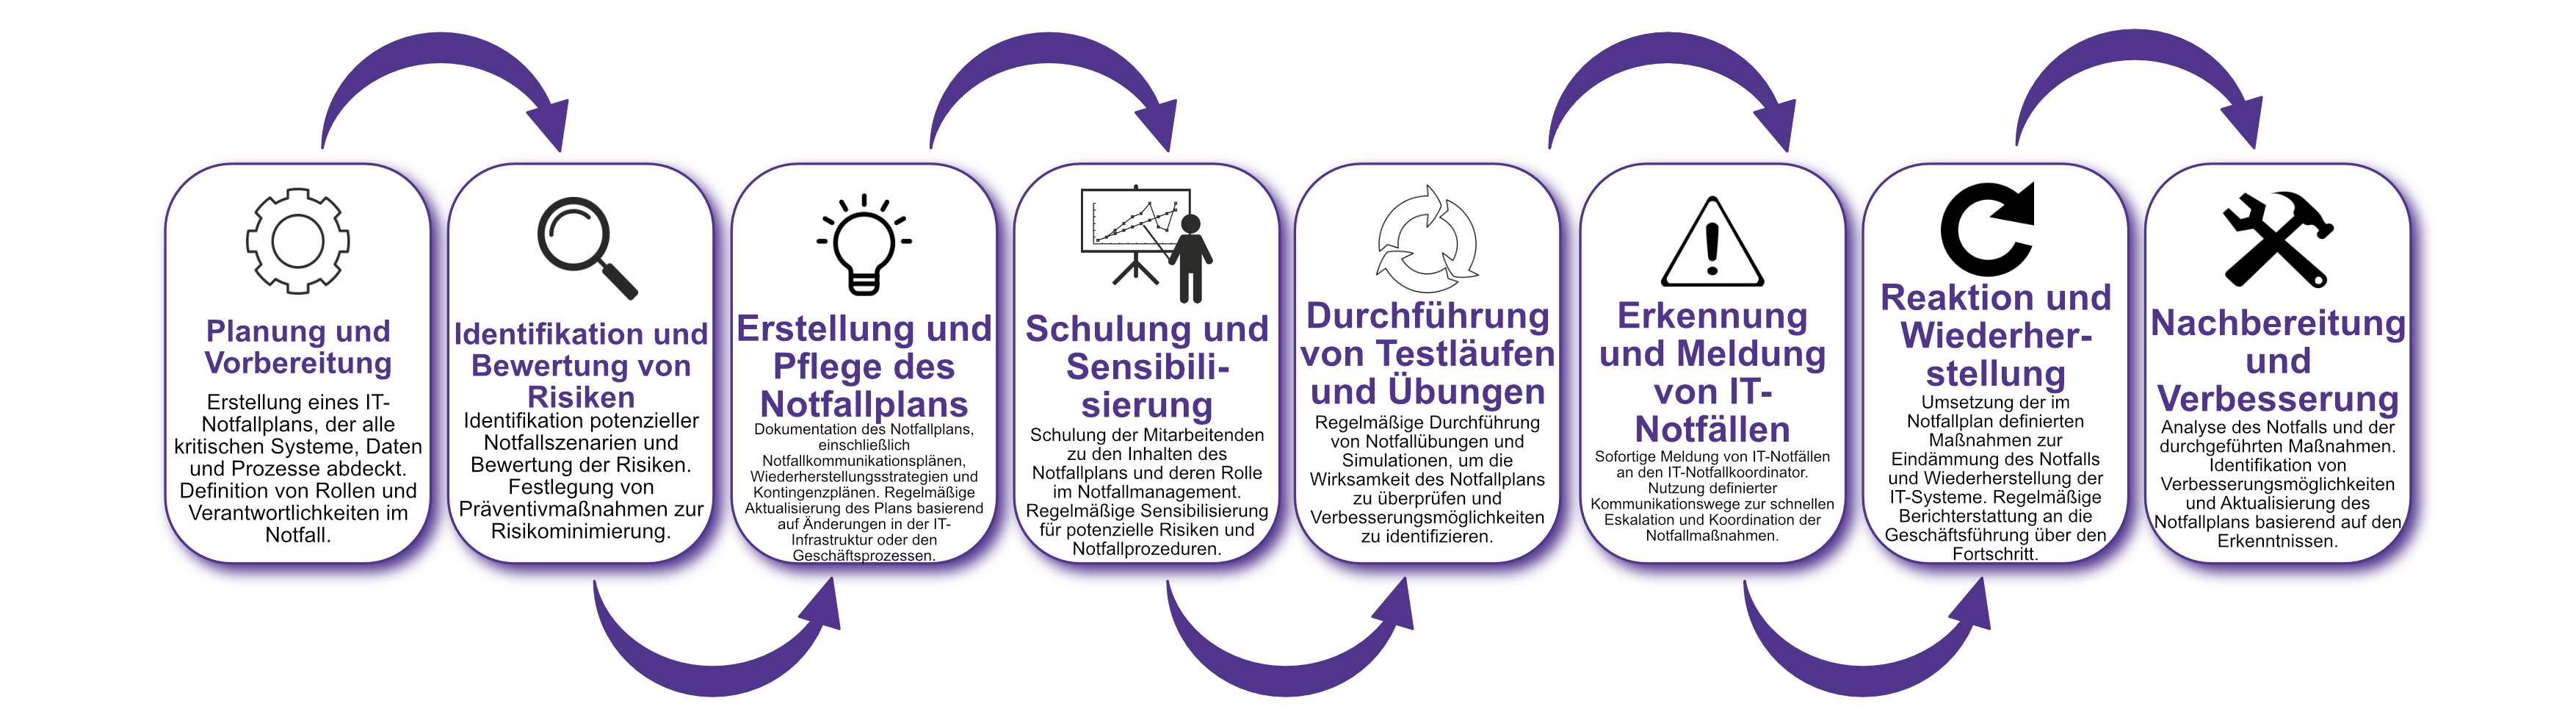 Planung und
Vorbereitung
Erstellung eines IT-
Notfallplans, der alle
kritischen Systeme, Daten
und Prozesse abdeckt.
Definition von Rollen und
Verantwortlichkeiten im
Notfall.
Identifikation und
Bewertung von
Risiken
Identifikation potenzieller
Notfallszenarien und
Bewertung der Risiken.
Festlegung von
Präventivmaßnahmen zur
Risikominimierung.
Erstellung und
Pflege des
Notfallplans
Dokumentation des Notfallplans,
einschließlich
Notfallkommunikationsplänen,
Wiederherstellungsstrategien und
Kontingenzplänen. Regelmäßige
Aktualisierung des Plans basierend
auf Änderungen in der IT-
Infrastruktur oder den
Geschäftsprozessen.
Schulung und
Sensibili-
sierung
Schulung der Mitarbeitenden
zu den Inhalten des
Notfallplans und deren Rolle
im Notfallmanagement.
Regelmäßige Sensibilisierung
für potenzielle Risiken und
Notfallprozeduren.
Durchführung
von Testläufen
und Übungen
Regelmäßige Durchführung
von Notfallübungen und
Simulationen, um die
Wirksamkeit des Notfallplans
zu überprüfen und
Verbesserungsmöglichkeiten
zu identifizieren.
Erkennung
und Meldung
von IT-
Notfällen
Sofortige Meldung von IT-Notfällen
an den IT-Notfallkoordinator.
Nutzung definierter
Kommunikationswege zur schnellen
Eskalation und Koordination der
Notfallmaßnahmen.
Reaktion und
Wiederher-
stellung
Umsetzung der im
Notfallplan definierten
Maßnahmen zur
Eindämmung des Notfalls
und Wiederherstellung der
IT-Systeme. Regelmäßige
Berichterstattung an die
Geschäftsführung über den
Fortschritt.
Nachbereitung
und
Verbesserung
Analyse des Notfalls und der
durchgeführten Maßnahmen.
Identifikation von
Verbesserungsmöglichkeiten
und Aktualisierung des
Notfallplans basierend auf den
Erkenntnissen.